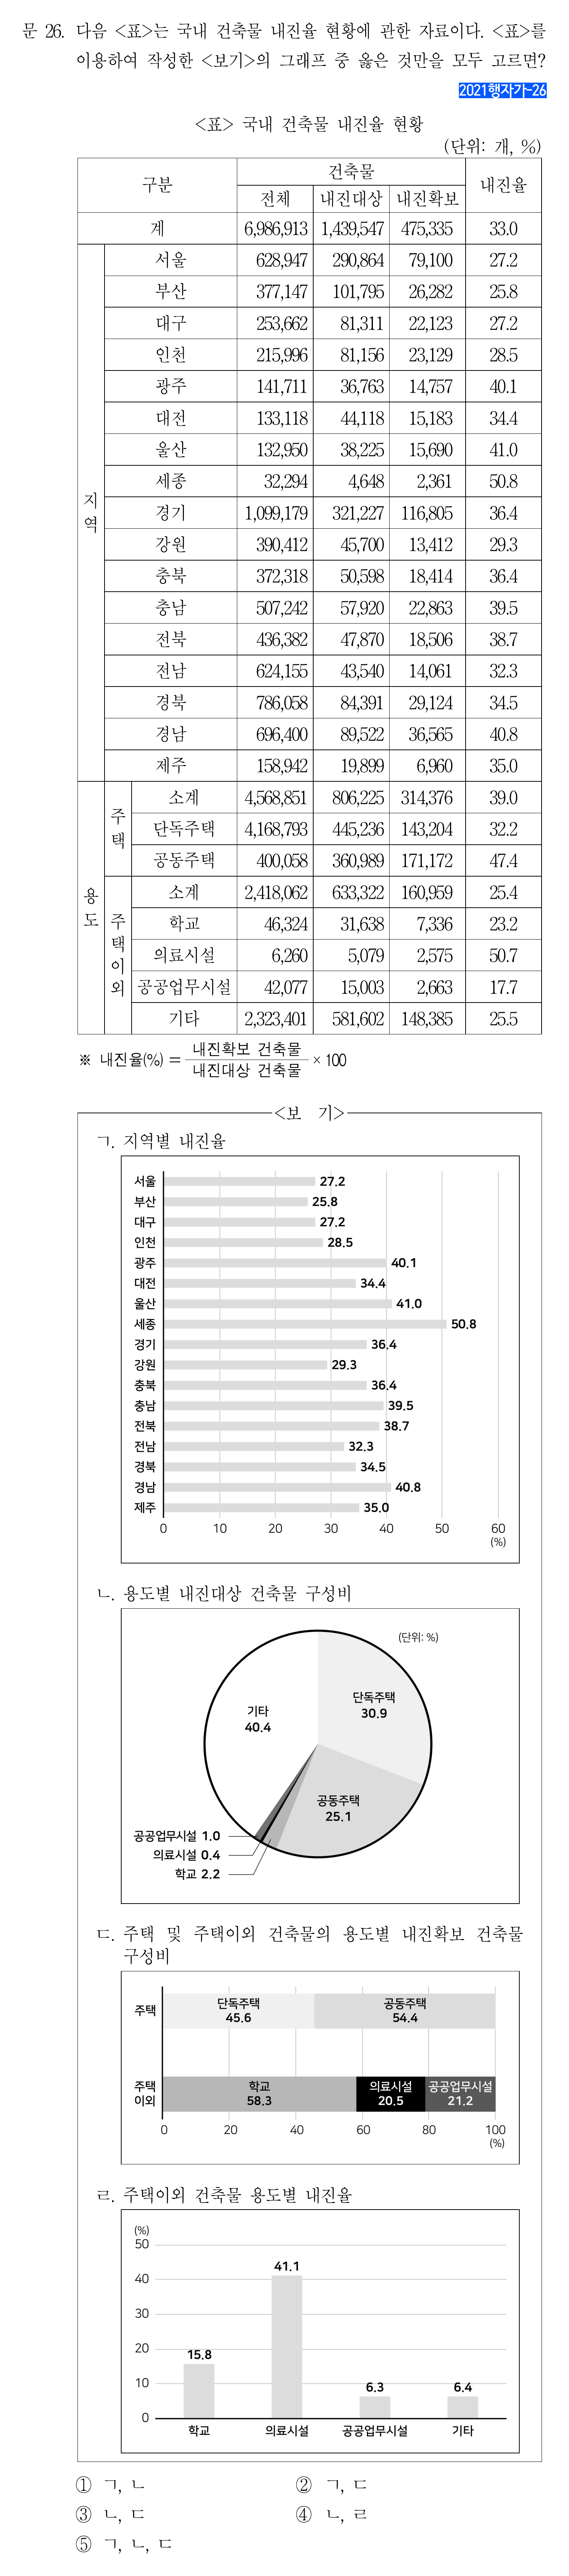 문 26. 다음 <표>는 국내 건축물 내진율 현황에 관한 자료이다. <표>를
이용하여 작성한 <보기>의 그래프 중 옳은 것만을 모두 고르면?
2021행자가-26
<표> 국내 건축물 내진율 현황
(단위: 개, %)
구분 건축물 내진율
전체 내진대상 내진확보
계 6,986,913 1,439,547 475,335 33.0
지역
서울 628,947 290,864 79,100 27.2
부산 377,147 101,795 26,282 25.8
대구 253,662 81,311 22,123 27.2
인천 215,996 81,156 23,129 28.5
광주 141,711 36,763 14,757 40.1
대전 133,118 44,118 15,183 34.4
울산 132,950 38,225 15,690 41.0
세종 32,294 4,648 2,361 50.8
경기 1,099,179 321,227 116,805 36.4
강원 390,412 45,700 13,412 29.3
충북 372,318 50,598 18,414 36.4
충남 507,242 57,920 22,863 39.5
전북 436,382 47,870 18,506 38.7
전남 624,155 43,540 14,061 32.3
경북 786,058 84,391 29,124 34.5
경남 696,400 89,522 36,565 40.8
제주 158,942 19,899 6,960 35.0
용도
주택
소계 4,568,851 806,225 314,376 39.0
단독주택 4,168,793 445,236 143,204 32.2
공동주택 400,058 360,989 171,172 47.4
주택이외
소계 2,418,062 633,322 160,959 25.4
학교 46,324 31,638 7,336 23.2
의료시설 6,260 5,079 2,575 50.7
공공업무시설 42,077 15,003 2,663 17.7
기타 2,323,401 581,602 148,385 25.5
※ 내진율(%) = 내진확보 건축물 / 내진대상 건축물 × 100
<보 기>
ㄱ. 지역별 내진율
서울 27.2
부산 25.8
대구 27.2
인천 28.5
광주 40.1
대전 34.4
울산 41.0
세종 50.8
경기 36.4
강원 29.3
충북 36.4
충남 39.5
전북 38.7
전남 32.3
경북 34.5
경남 40.8
제주 35.0
0 10 20 30 40 50 60
(%)
ㄴ. 용도별 내진대상 건축물 구성비
(단위: %)
기타
40.4
단독주택
30.9
공동주택
25.1
공공업무시설 1.0
의료시설 0.4
학교 2.2
ㄷ. 주택 및 주택이외 건축물의 용도별 내진확보 건축물
구성비
주택
단독주택 공동주택
45.6 54.4
주택
이외
학교 의료시설 공공업무시설
58.3 20.5 21.2
0 20 40 60 80 100
(%)
ㄹ. 주택이외 건축물 용도별 내진율
(%)
50
40
30
20
10
0
15.8 41.1 6.3 6.4
학교 의료시설 공공업무시설 기타
① ㄱ, ㄴ ② ㄱ, ㄷ
③ ㄴ, ㄷ ④ ㄴ, ㄹ
⑤ ㄱ, ㄴ, ㄷ